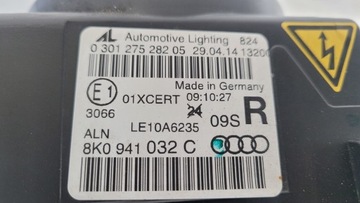 AL Automotive Lighting 824
0 301 275 282 05 29.04.14 13200
Made in Germany
E1 01XCERT 09:10:27
3066 24 09S R
ALN LE10A6235
8K0 941 032 C